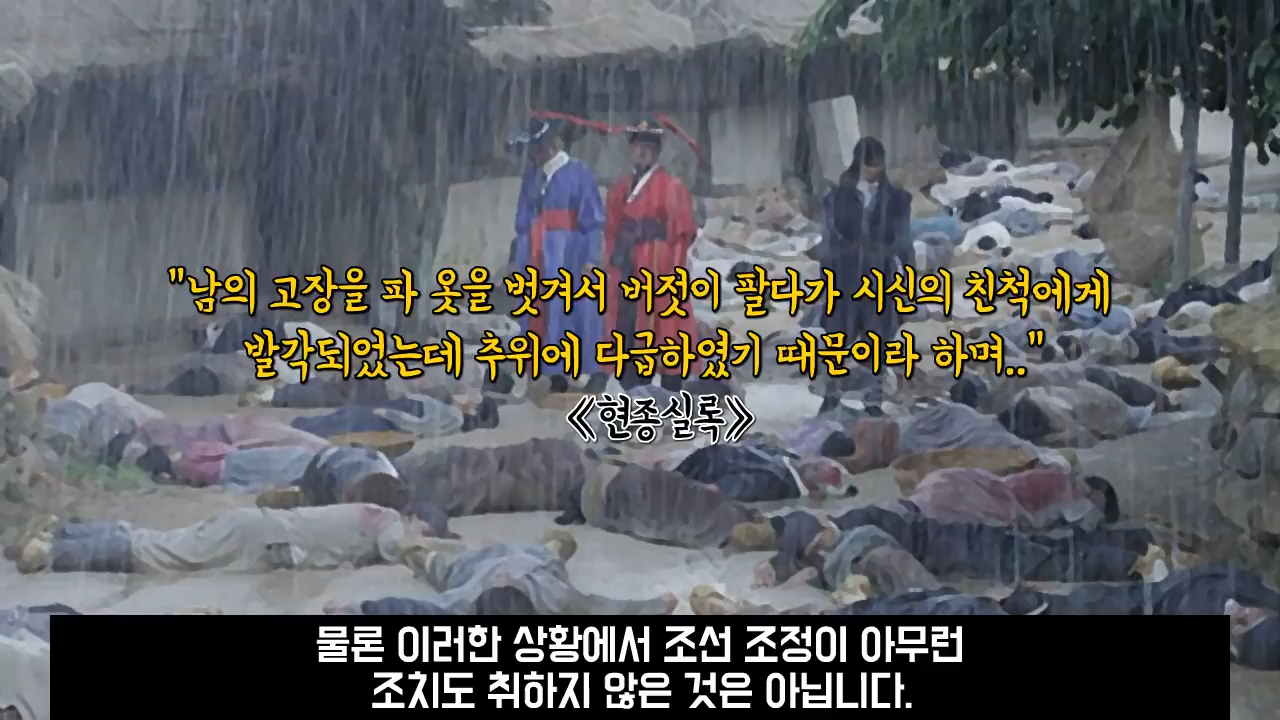 "남의 고장을 파 옷을 벗겨서 버젓이 팔다가 시신의 친척에게
발각되었는데 추위에 다급하였기 때문이라 하며.."
《현종실록》
물론 이러한 상황에서 조선 조정이 아무런
조치도 취하지 않은 것은 아닙니다.